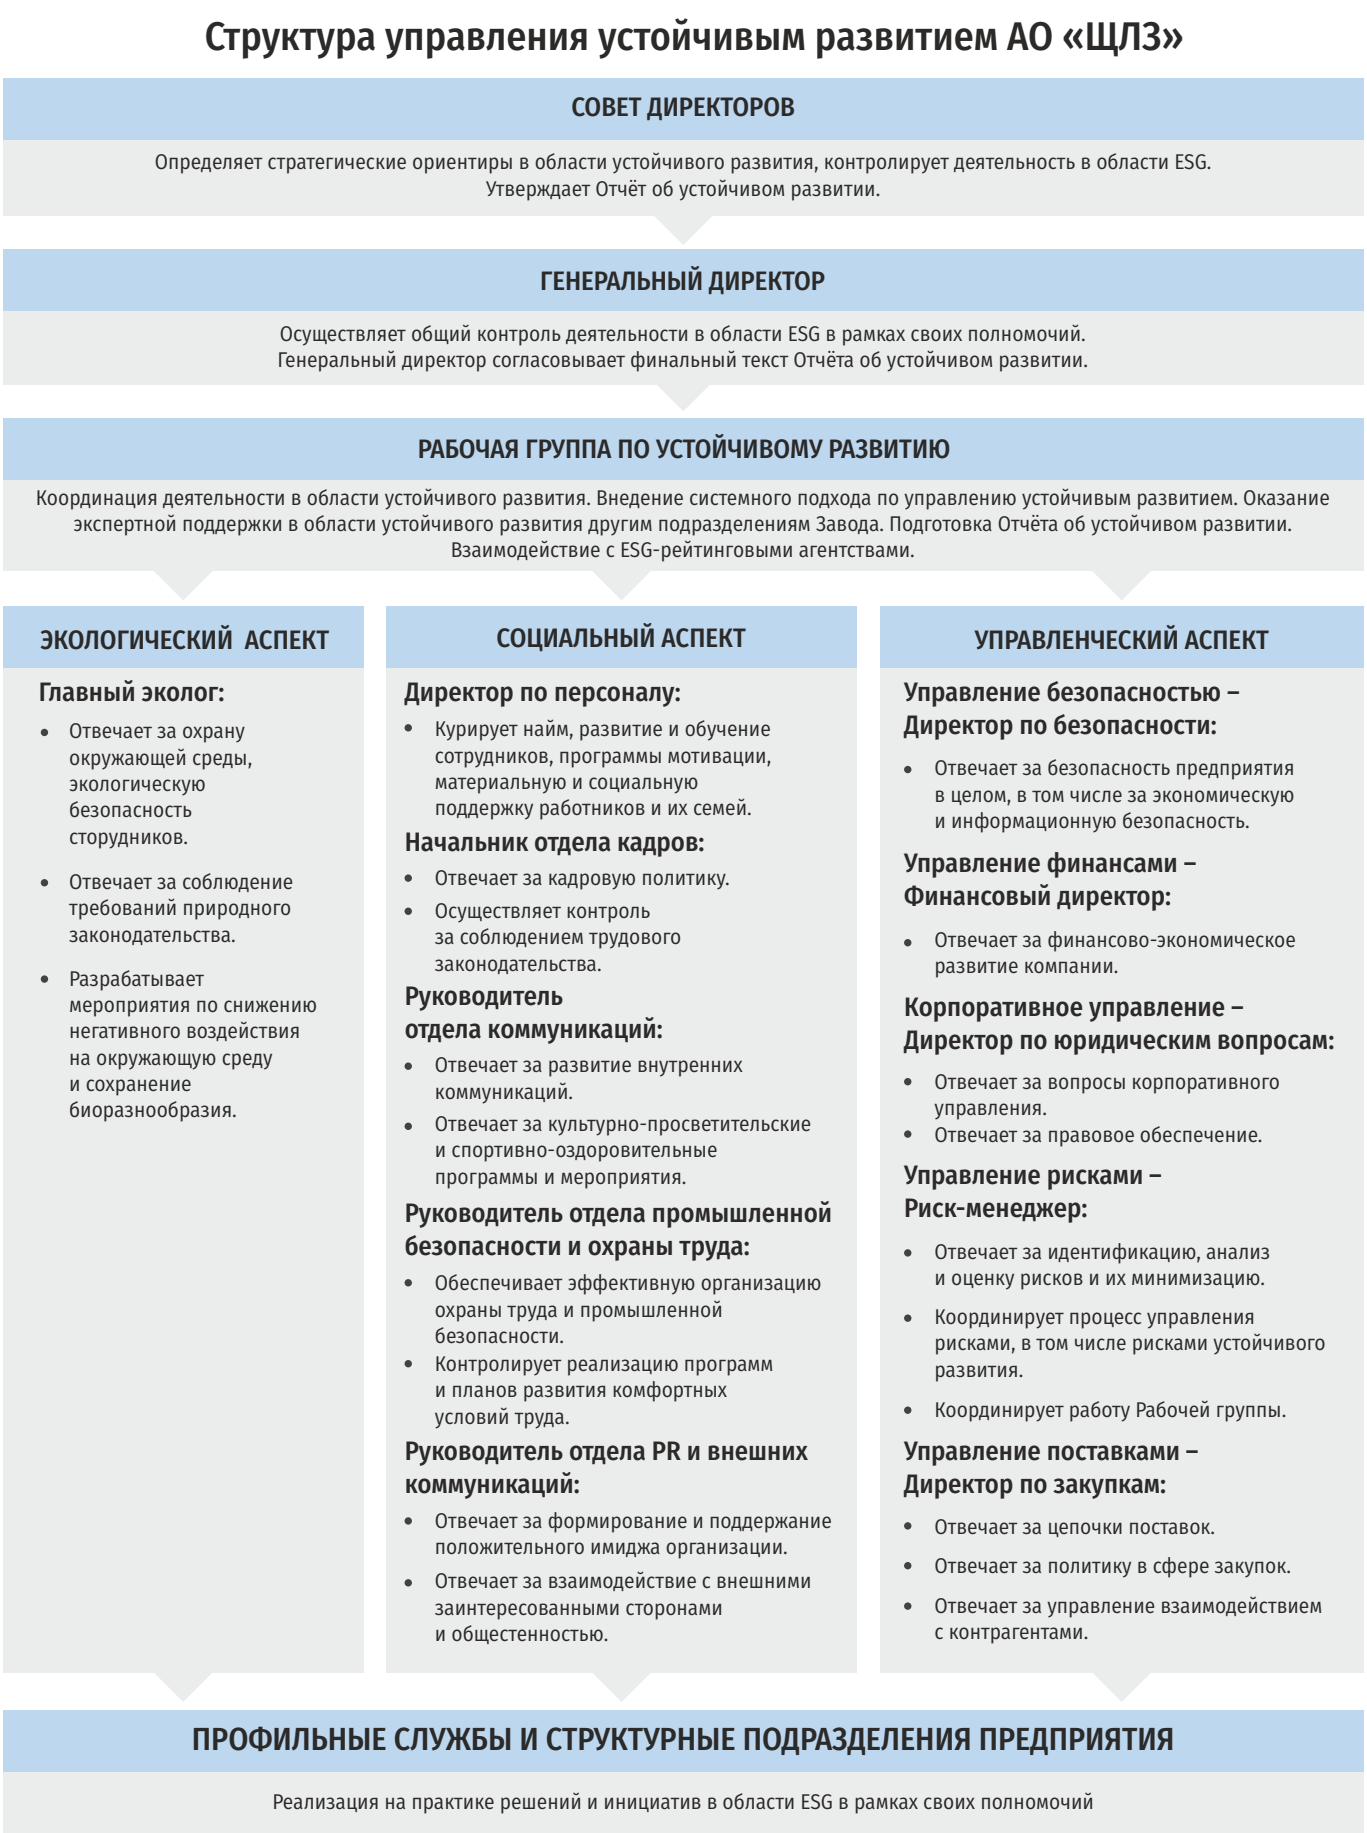 Структура управления устойчивым развитием АО «ЩЛЗ»
СОВЕТ ДИРЕКТОРОВ
Определяет стратегические ориентиры в области устойчивого развития, контролирует деятельность в области ESG.
Утверждает Отчёт об устойчивом развитии.
ГЕНЕРАЛЬНЫЙ ДИРЕКТОР
Осуществляет общий контроль деятельности в области ESG в рамках своих полномочий.
Генеральный директор согласовывает финальный текст Отчёта об устойчивом развитии.
РАБОЧАЯ ГРУППА ПО УСТОЙЧИВОМУ РАЗВИТИЮ
Координация деятельности в области устойчивого развития. Внедение системного подхода по управлению устойчивым развитием. Оказание
экспертной поддержки в области устойчивого развития другим подразделениям Завода. Подготовка Отчёта об устойчивом развитии.
Взаимодействие с ESG-рейтинговыми агентствами.
ЭКОЛОГИЧЕСКИЙ АСПЕКТ
Главный эколог:
• Отвечает за охрану
окружающей среды,
экологическую
безопасность
сторудников.
• Отвечает за соблюдение
требований природного
законодательства.
• Разрабатывает
мероприятия по снижению
негативного воздействия
на окружающую среду
и сохранение
биоразнообразия.
СОЦИАЛЬНЫЙ АСПЕКТ
Директор по персоналу:
• Курирует найм, развитие и обучение
сотрудников, программы мотивации,
материальную и социальную
поддержку работников и их семей.
Начальник отдела кадров:
• Отвечает за кадровую политику.
• Осуществляет контроль
за соблюдением трудового
законодательства.
Руководитель
отдела коммуникаций:
• Отвечает за развитие внутренних
коммуникаций.
• Отвечает за культурно-просветительские
и спортивно-оздоровительные
программы и мероприятия.
Руководитель отдела промышленной
безопасности и охраны труда:
• Обеспечивает эффективную организацию
охраны труда и промышленной
безопасности.
• Контролирует реализацию программ
и планов развития комфортных
условий труда.
Руководитель отдела PR и внешних
коммуникаций:
• Отвечает за формирование и поддержание
положительного имиджа организации.
• Отвечает за взаимодействие с внешними
заинтересованными сторонами
и общестенностью.
УПРАВЛЕНЧЕСКИЙ АСПЕКТ
Управление безопасностью –
Директор по безопасности:
• Отвечает за безопасность предприятия
в целом, в том числе за экономическую
и информационную безопасность.
Управление финансами –
Финансовый директор:
• Отвечает за финансово-экономическое
развитие компании.
Корпоративное управление –
Директор по юридическим вопросам:
• Отвечает за вопросы корпоративного
управления.
• Отвечает за правовое обеспечение.
Управление рисками –
Риск-менеджер:
• Отвечает за идентификацию, анализ
и оценку рисков и их минимизацию.
• Координирует процесс управления
рисками, в том числе рисками устойчивого
развития.
• Координирует работу Рабочей группы.
Управление поставками –
Директор по закупкам:
• Отвечает за цепочки поставок.
• Отвечает за политику в сфере закупок.
• Отвечает за управление взаимодействием
с контрагентами.
ПРОФИЛЬНЫЕ СЛУЖБЫ И СТРУКТУРНЫЕ ПОДРАЗДЕЛЕНИЯ ПРЕДПРИЯТИЯ
Реализация на практике решений и инициатив в области ESG в рамках своих полномочий